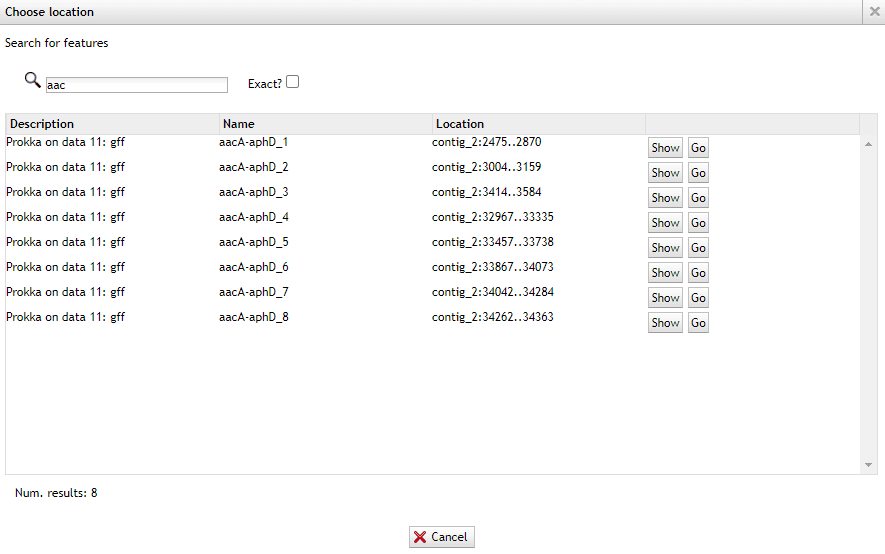 Choose location
Search for features
aac Exact?
Description Name Location
Prokka on data 11: gff aacA-aphD_1 contig_2:2475..2870 Show Go
Prokka on data 11: gff aacA-aphD_2 contig_2:3004..3159 Show Go
Prokka on data 11: gff aacA-aphD_3 contig_2:3414..3584 Show Go
Prokka on data 11: gff aacA-aphD_4 contig_2:32967..33335 Show Go
Prokka on data 11: gff aacA-aphD_5 contig_2:33457..33738 Show Go
Prokka on data 11: gff aacA-aphD_6 contig_2:33867..34073 Show Go
Prokka on data 11: gff aacA-aphD_7 contig_2:34042..34284 Show Go
Prokka on data 11: gff aacA-aphD_8 contig_2:34262..34363 Show Go
Num. results: 8
Cancel